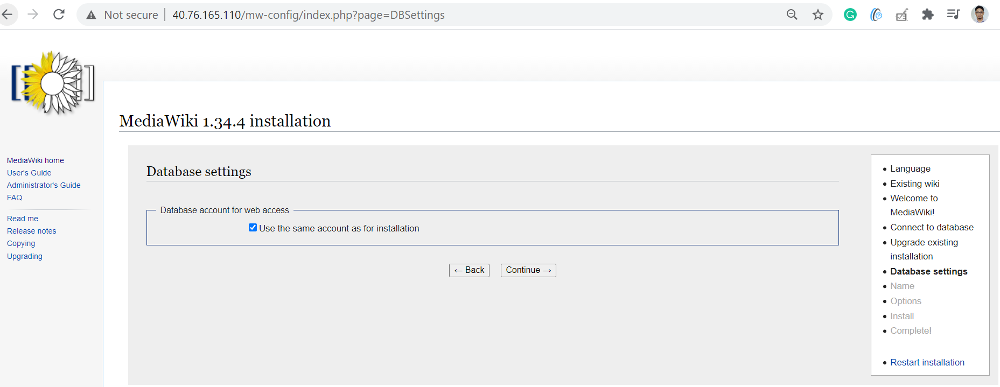 Not secure 40.76.165.110/mw-config/index.php?page=DBSettings
MediaWiki home
User's Guide
Administrator's Guide
FAQ
Read me
Release notes
Copying
Upgrading
MediaWiki 1.34.4 installation
Database settings
Database account for web access
Use the same account as for installation
← Back
Continue →
Language
Existing wiki
Welcome to
MediaWiki!
Connect to database
Upgrade existing
installation
Database settings
Name
Options
Install
Complete!
Restart installation